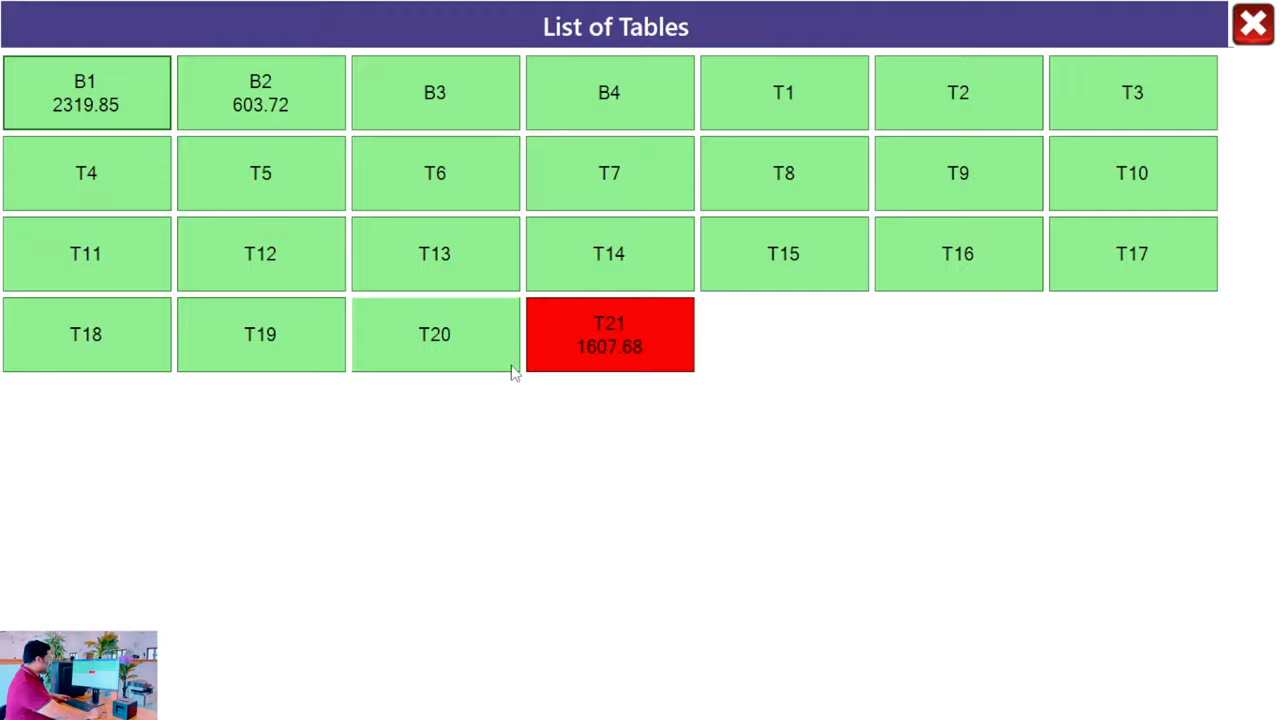 List of Tables
B1
2319.85
B2
603.72
B3
B4
T1
T2
T3
T4
T5
T6
T7
T8
T9
T10
T11
T12
T13
T14
T15
T16
T17
T18
T19
T20
T21
1607.68